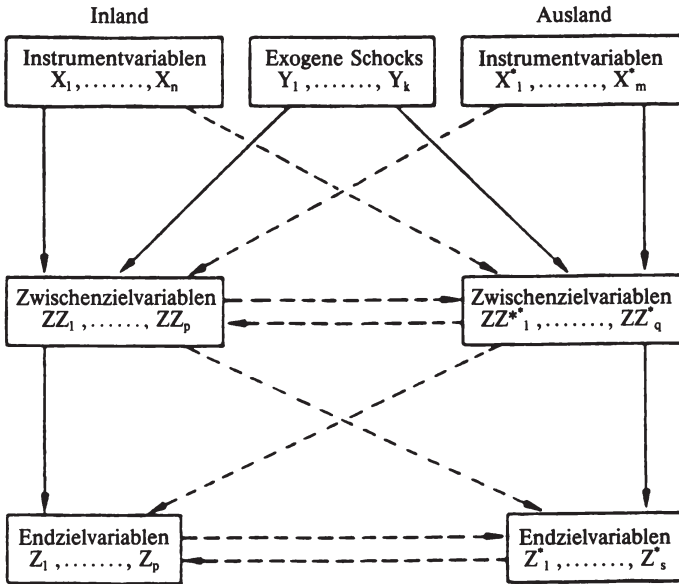 Inland Ausland
Instrumentvariablen Exogene Schocks Instrumentvariablen
X₁,.......,Xₙ Y₁,.......,Yₖ X*₁,.......,X*ₘ
Zwischenzielvariablen Zwischenzielvariablen
ZZ₁,......,ZZₚ ZZ**₁,.......,ZZ*q
Endzielvariablen Endzielvariablen
Z₁,......,Zₚ Z*₁,.......,Z*ₛ